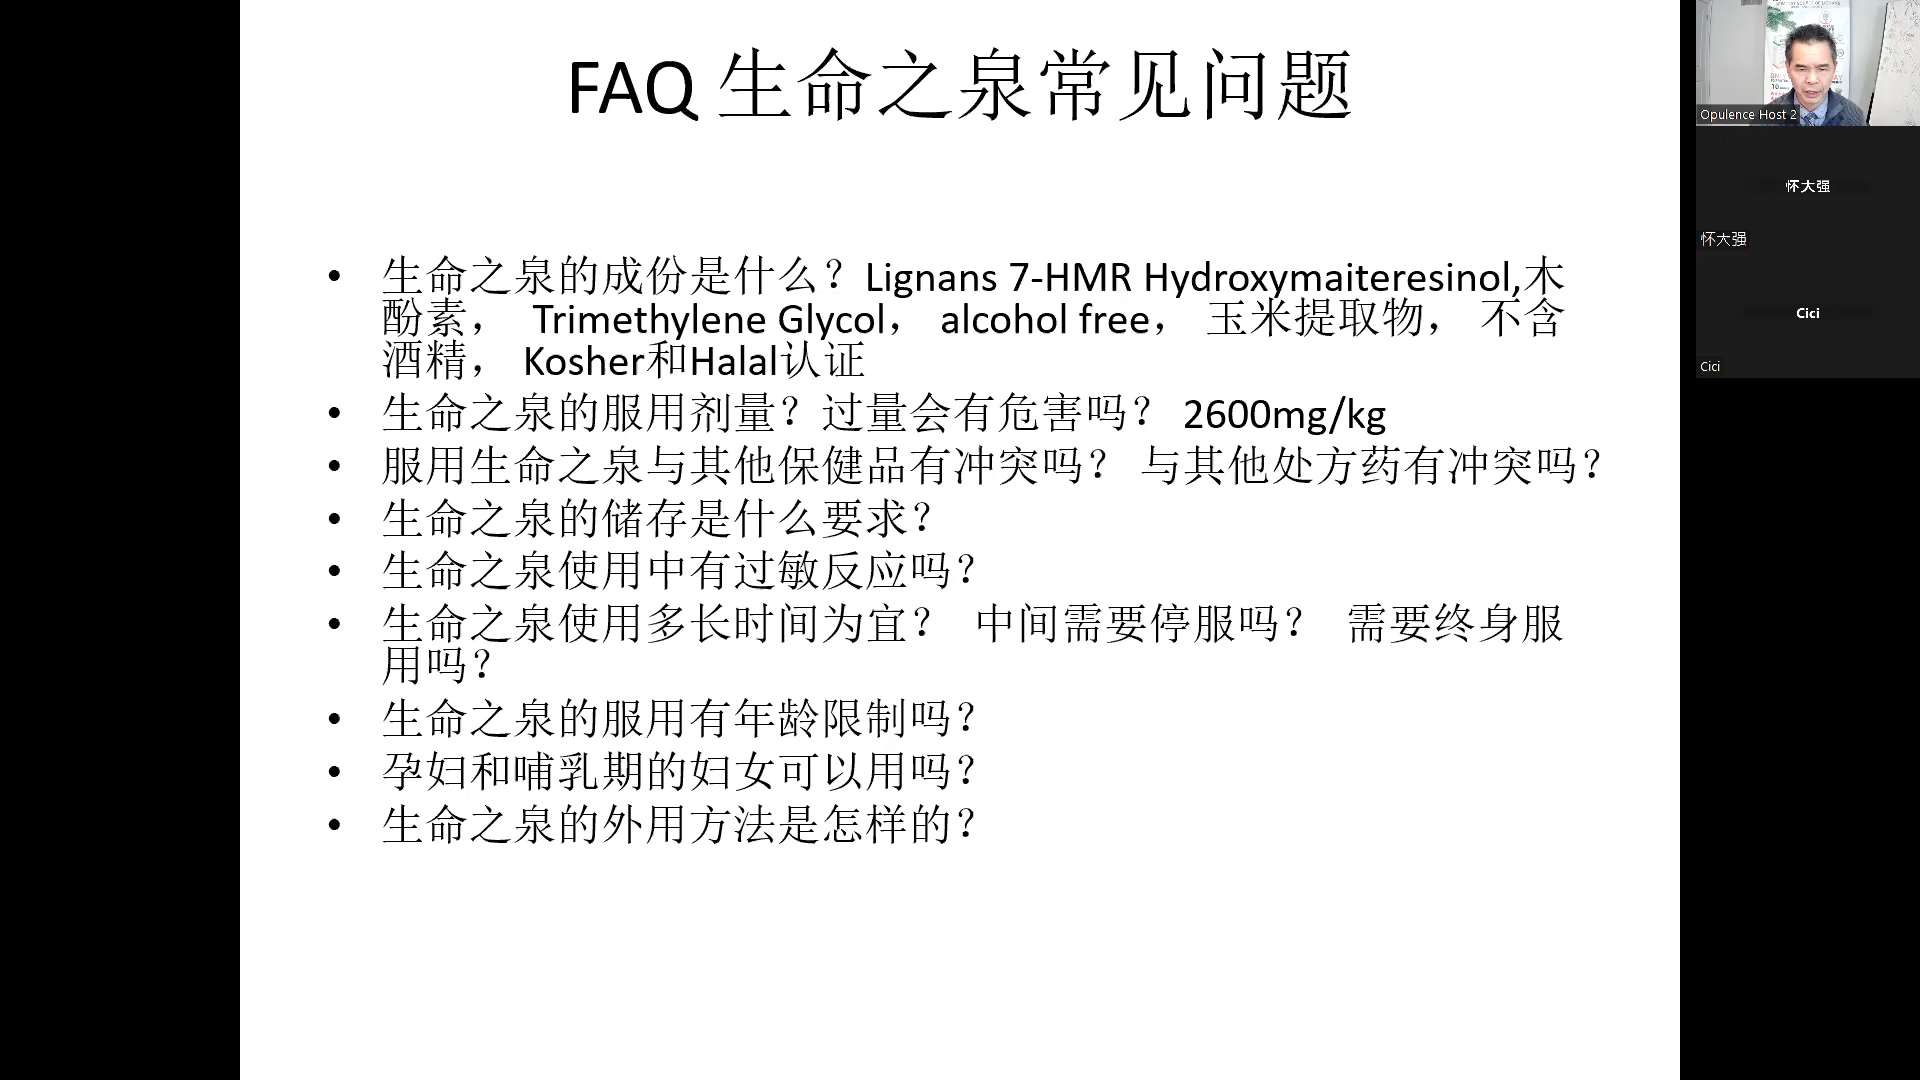 FAQ 生命之泉常见问题
• 生命之泉的成份是什么？Lignans 7-HMR Hydroxymaiteresinol,木
酚素， Trimethylene Glycol， alcohol free， 玉米提取物， 不含
酒精， Kosher和Halal认证
• 生命之泉的服用剂量？过量会有危害吗？ 2600mg/kg
• 服用生命之泉与其他保健品有冲突吗？ 与其他处方药有冲突吗？
• 生命之泉的储存是什么要求？
• 生命之泉使用中有过敏反应吗？
• 生命之泉使用多长时间为宜？ 中间需要停服吗？ 需要终身服
用吗？
• 生命之泉的服用有年龄限制吗？
• 孕妇和哺乳期的妇女可以用吗？
• 生命之泉的外用方法是怎样的？
Opulence Host 2
怀大强
怀大强
Cici
Cici